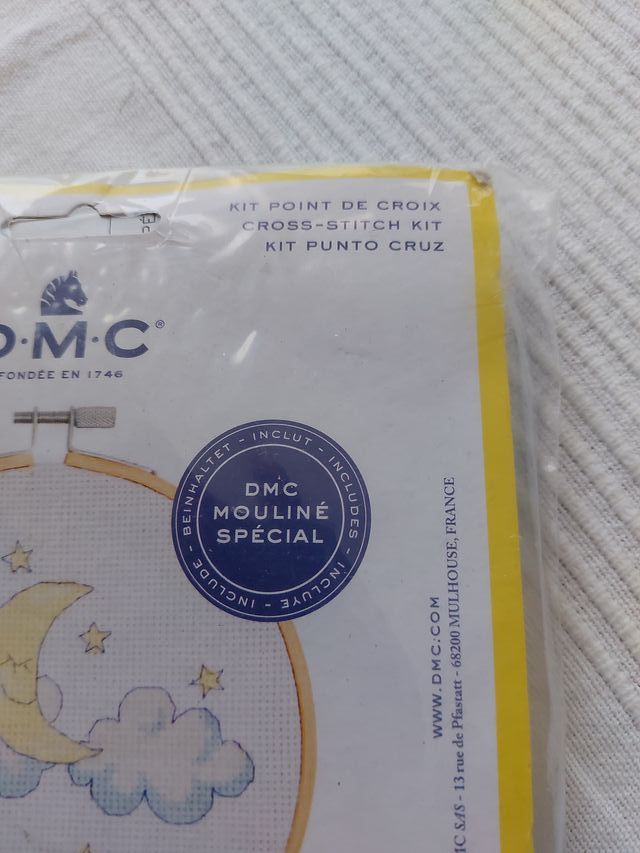 KIT POINT DE CROIX
CROSS-STITCH KIT
KIT PUNTO CRUZ
D·M·C®
FONDÉE EN 1746
BEINHALTET - INCLUT - INCLUDES - INCLUYE - INCLUDE -
DMC
MOULINÉ
SPÉCIAL
WWW.DMC.COM
MC SAS - 13 rue de Pfastatt - 68200 MULHOUSE, FRANCE